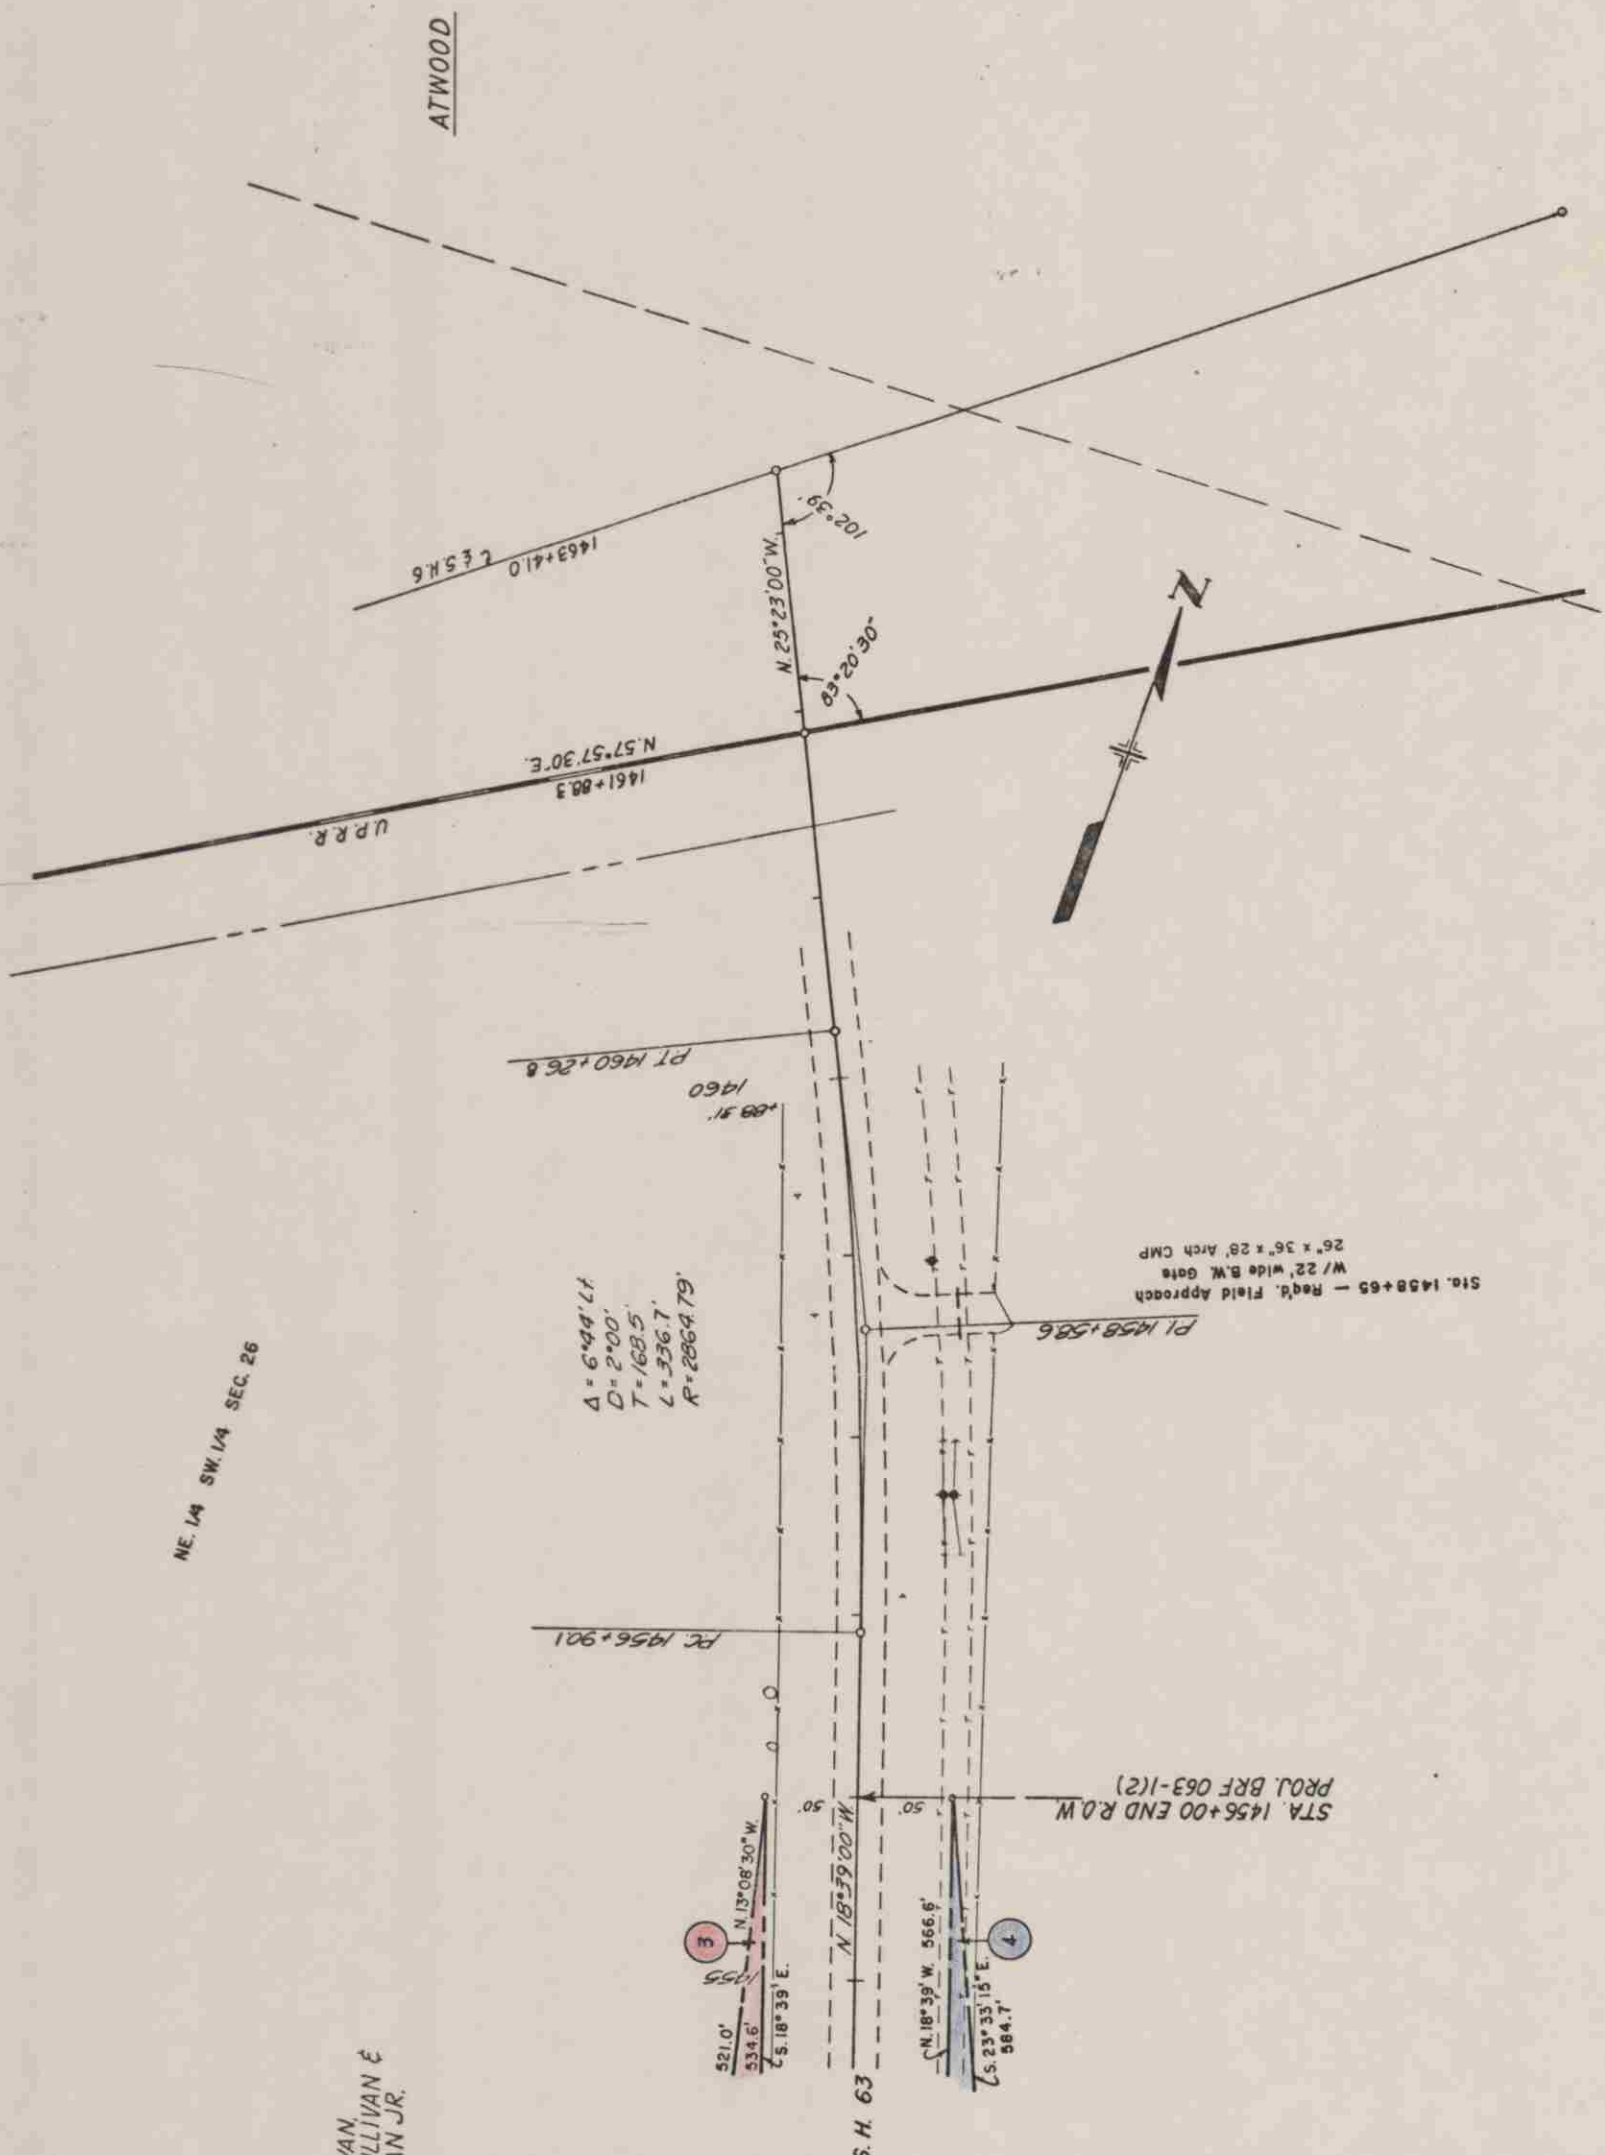 ATWOOD
℄ S.H. 6
1463+41.0
N. 25°23'00" W.
102°39'
83°20'30"
N. 57°57'30" E.
1461+88.3
U.P.R.R.
N
P.T. 1460+26.8
1460
+88.31'
Δ = 6°44' Lt.
D = 2°00'
T = 168.5'
L = 336.7'
R = 2864.79'
NE. 1/4 SW. 1/4 SEC. 26
Sta. 1458+65 — Req'd. Field Approach
W/ 22' wide B.W. Gate
26" x 36" x 28' Arch CMP
P.I. 1458+58.6
P.C. 1456+90.1
STA. 1456+00 END R.O.W.
PROJ. BRF 063-1(2)
50'
50'
N. 18°39'00" W.
3
N. 13°08'30" W.
1455
521.0'
534.6'
S. 18°39' E.
N. 18°39' W. 566.6'
4
S. 23°33'15" E.
584.7'
S. H. 63
VAN,
LLIVAN &
AN JR.